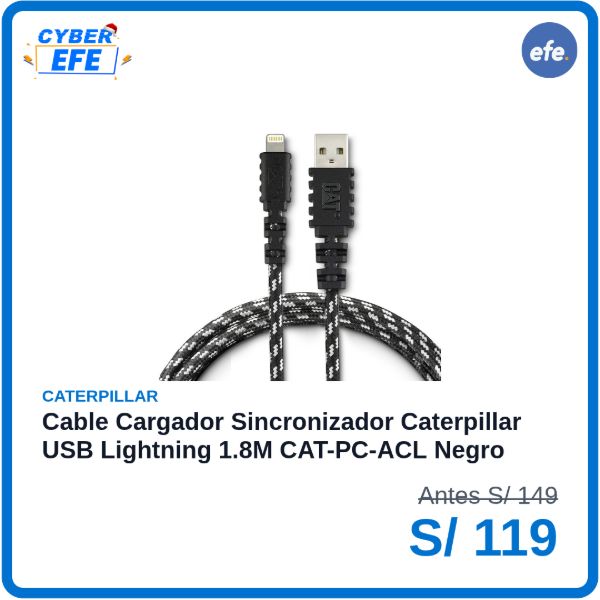 CYBER
EFE
efe.
CAT
CATERPILLAR
Cable Cargador Sincronizador Caterpillar
USB Lightning 1.8M CAT-PC-ACL Negro
Antes S/ 149
S/ 119